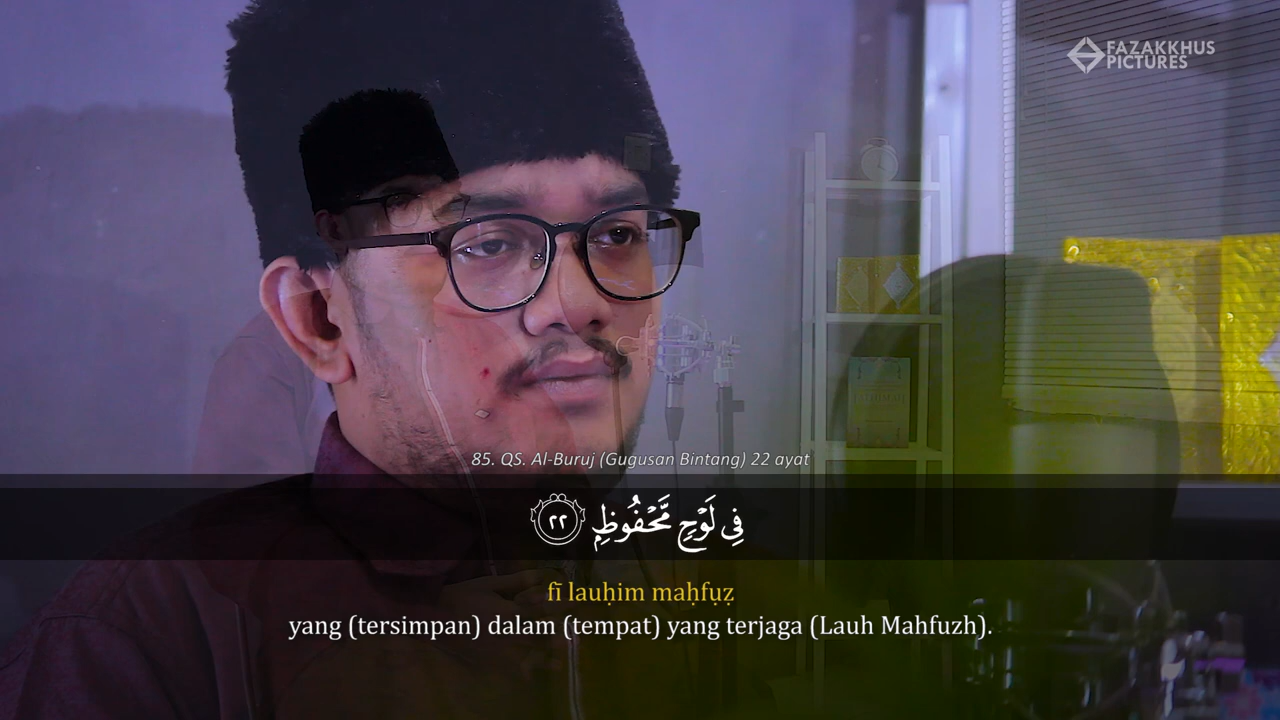 FAZAKKHUS
PICTURES
85. QS. Al-Buruj (Gugusan Bintang) 22 ayat
فِي لَوْحٍ مَّحْفُوظٍ ٢٢
fī lauḥim maḥfụẓ
yang (tersimpan) dalam (tempat) yang terjaga (Lauh Mahfuzh).